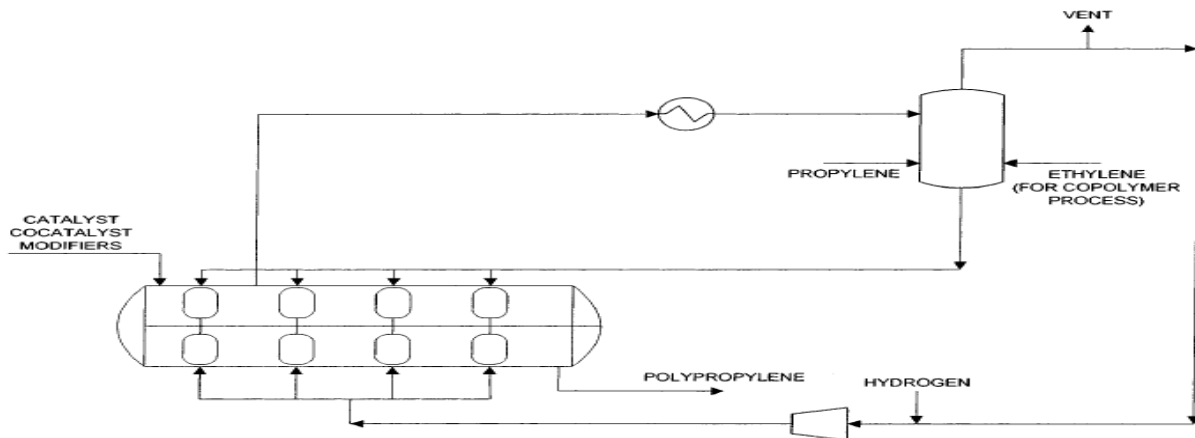 VENT
PROPYLENE
ETHYLENE
(FOR COPOLYMER
PROCESS)
CATALYST
COCATALYST
MODIFIERS
POLYPROPYLENE
HYDROGEN